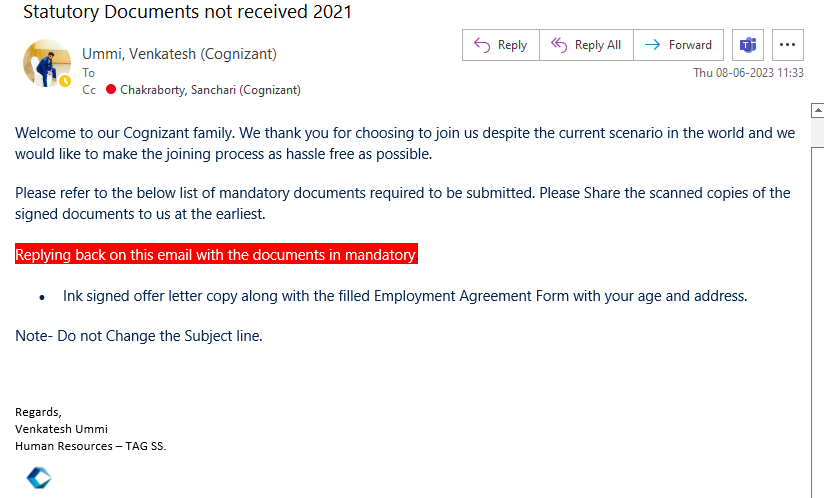 Statutory Documents not received 2021
Ummi, Venkatesh (Cognizant)
To
Cc Chakraborty, Sanchari (Cognizant)
Reply
Reply All
Forward
Thu 08-06-2023 11:33
Welcome to our Cognizant family. We thank you for choosing to join us despite the current scenario in the world and we
would like to make the joining process as hassle free as possible.
Please refer to the below list of mandatory documents required to be submitted. Please Share the scanned copies of the
signed documents to us at the earliest.
Replying back on this email with the documents in mandatory
• Ink signed offer letter copy along with the filled Employment Agreement Form with your age and address.
Note- Do not Change the Subject line.
Regards,
Venkatesh Ummi
Human Resources – TAG SS.